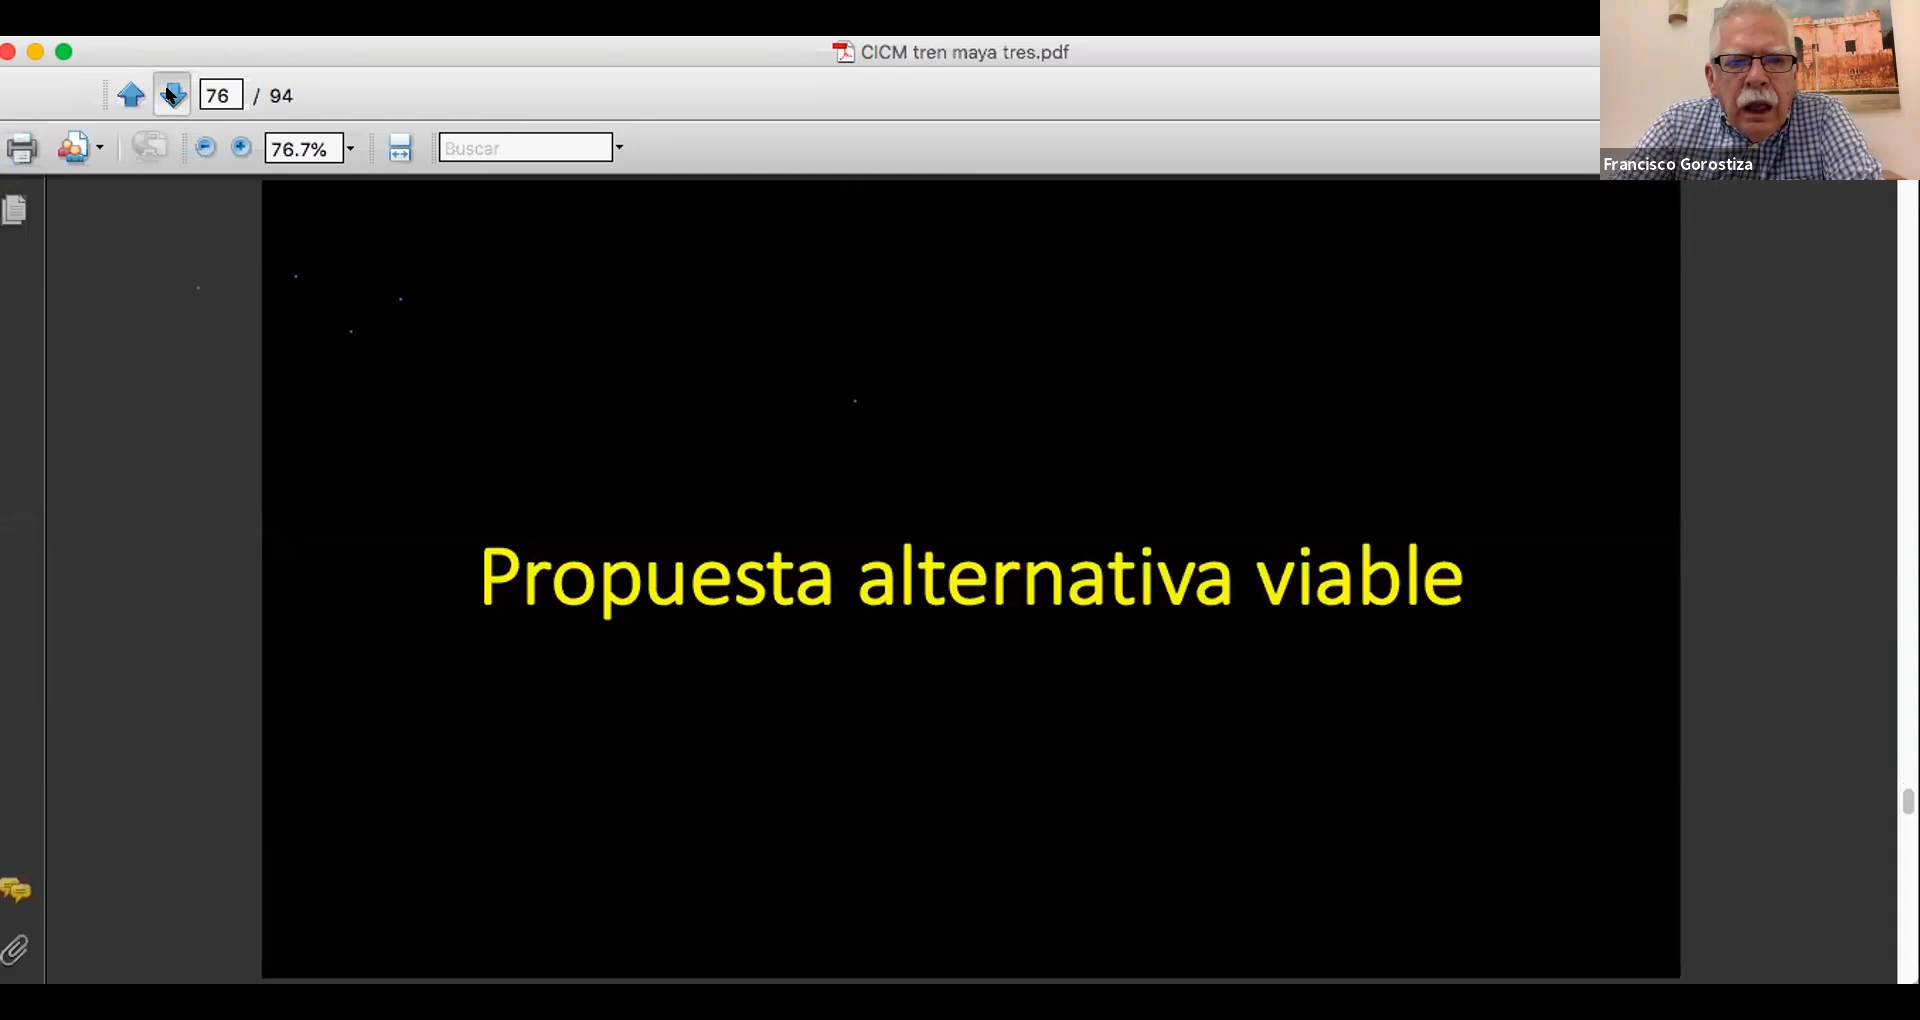 CICM tren maya tres.pdf
76 / 94
76.7%
Buscar
Francisco Gorostiza
Propuesta alternativa viable